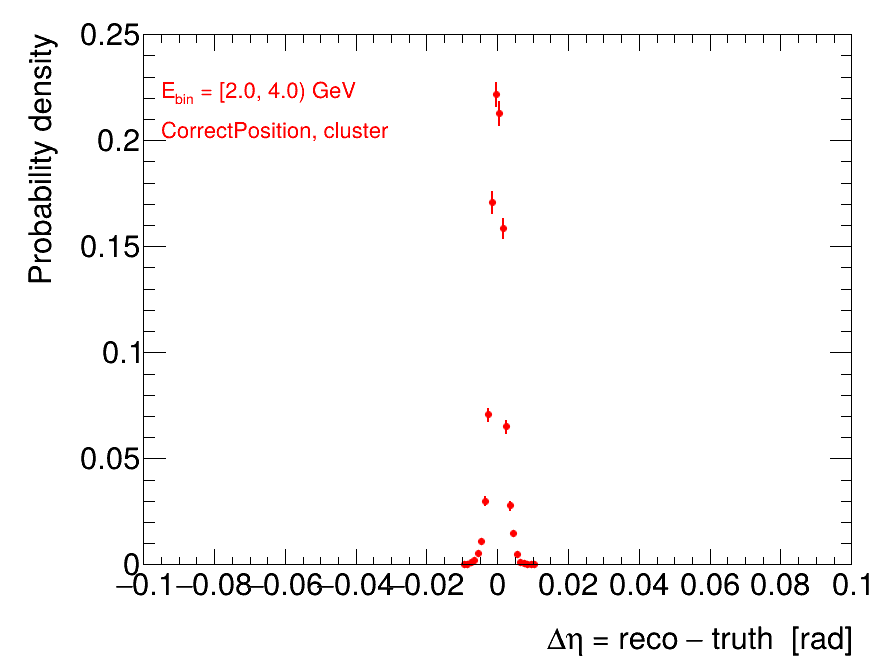 0.25
0.2
0.15
0.1
0.05
0
Probability density
E_bin = [2.0, 4.0) GeV
CorrectPosition, cluster
−0.1 −0.08 −0.06 −0.04 −0.02 0 0.02 0.04 0.06 0.08 0.1
Δη = reco − truth [rad]